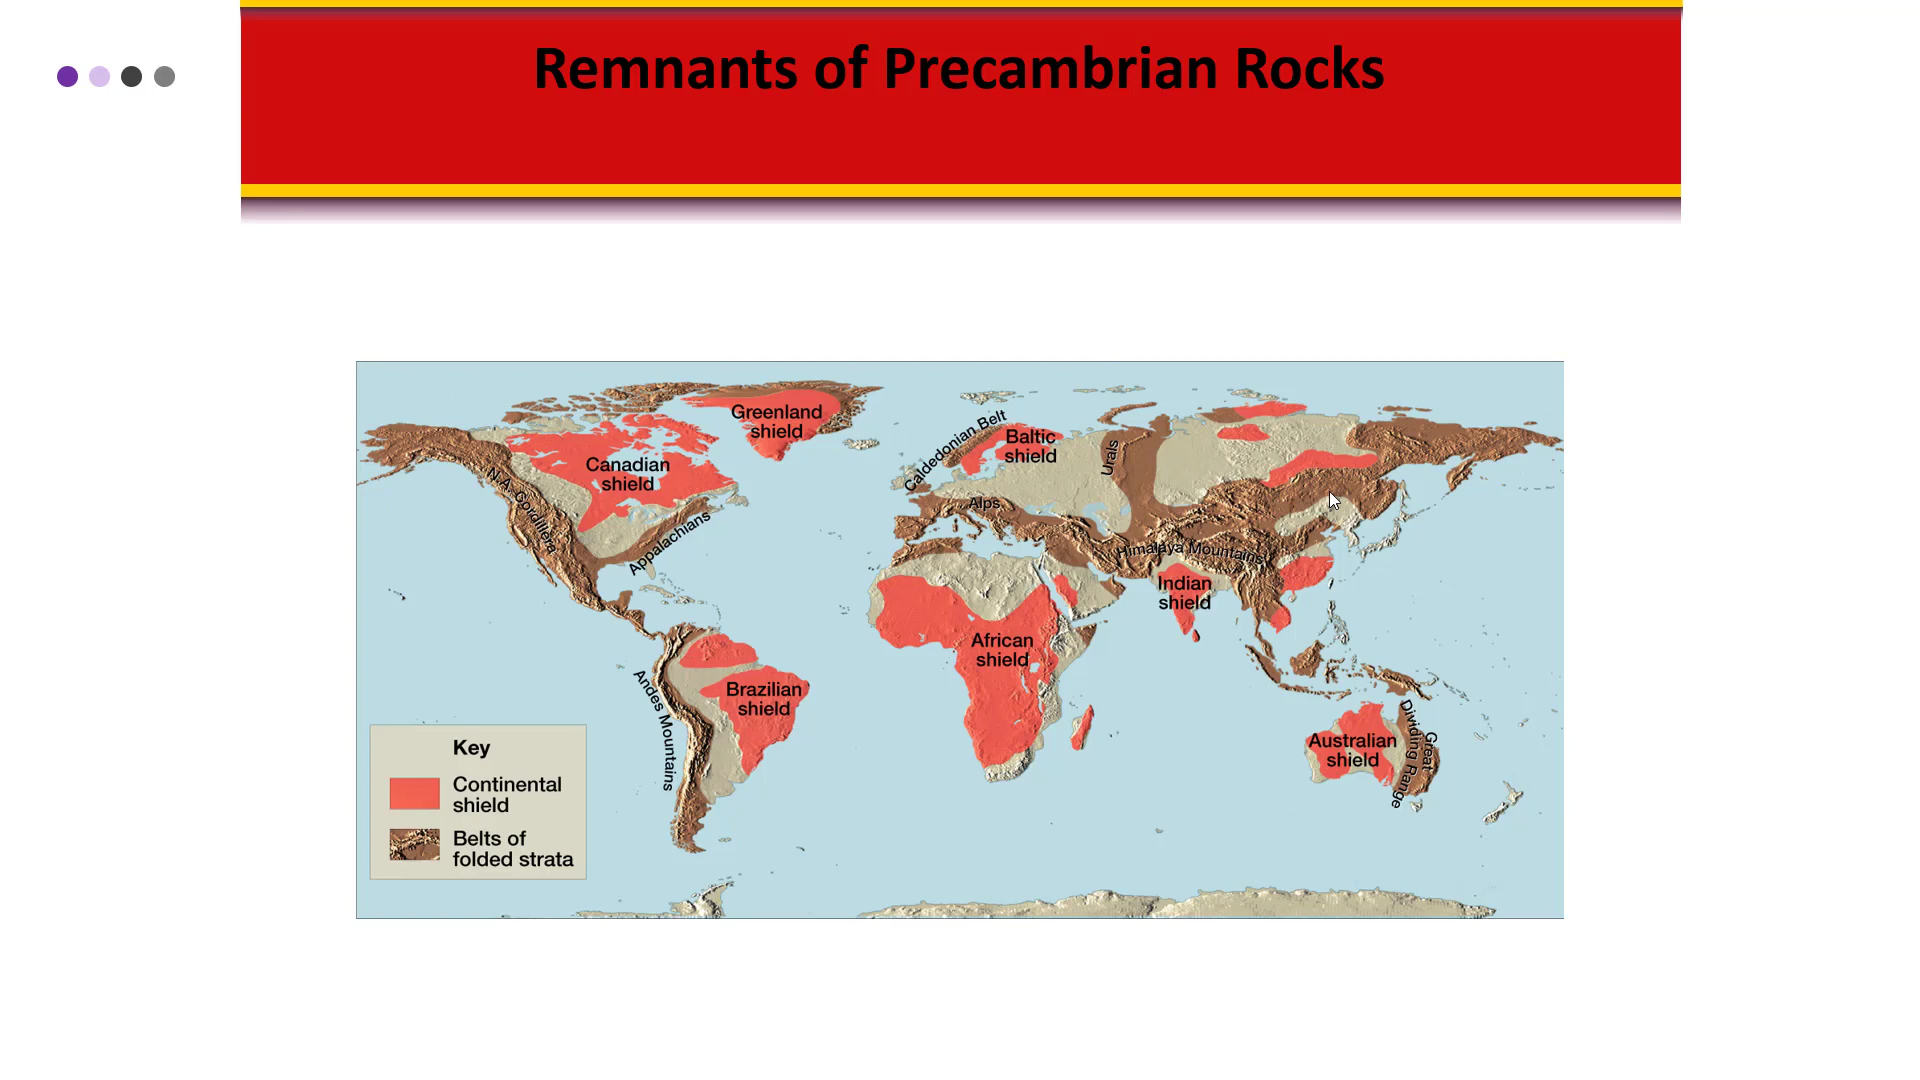 Remnants of Precambrian Rocks
Greenland
shield
Canadian
shield
N. A. Cordillera
Appalachians
Caldedonian Belt
Baltic
shield
Urals
Alps
Himalaya Mountains
Indian
shield
African
shield
Brazilian
shield
Andes Mountains
Australian
shield
Great
Dividing Range
Key
Continental
shield
Belts of
folded strata